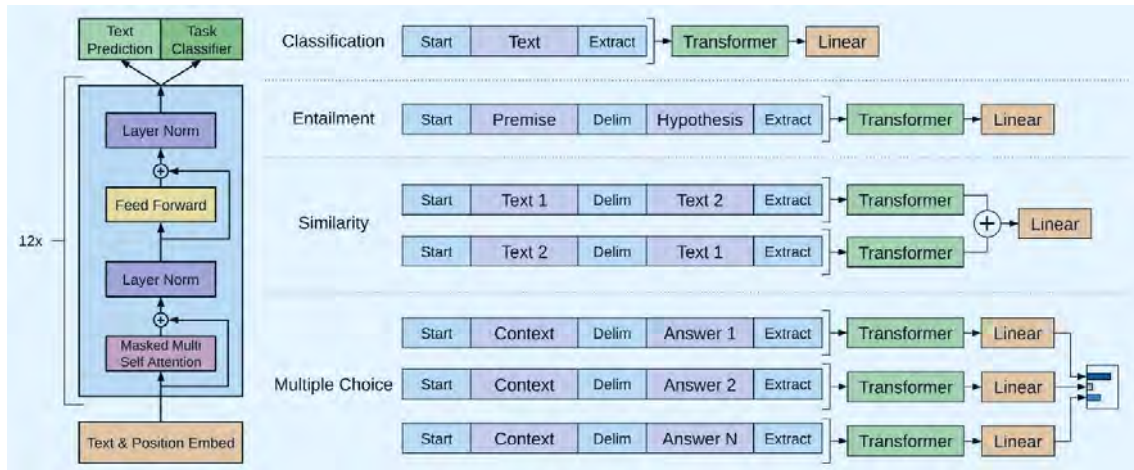 Text
Prediction
Task
Classifier
Layer Norm
Feed Forward
12x
Layer Norm
Masked Multi
Self Attention
Text & Position Embed
Classification Start Text Extract Transformer Linear
Entailment Start Premise Delim Hypothesis Extract Transformer Linear
Similarity
Start Text 1 Delim Text 2 Extract Transformer
Linear
Start Text 2 Delim Text 1 Extract Transformer
Multiple Choice
Start Context Delim Answer 1 Extract Transformer Linear
Start Context Delim Answer 2 Extract Transformer Linear
Start Context Delim Answer N Extract Transformer Linear